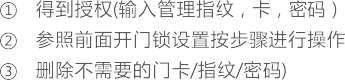 ① 得到授权(输入管理指纹，卡，密码）
② 参照前面开门锁设置按步骤进行操作
③ 删除不需要的门卡/指纹/密码)